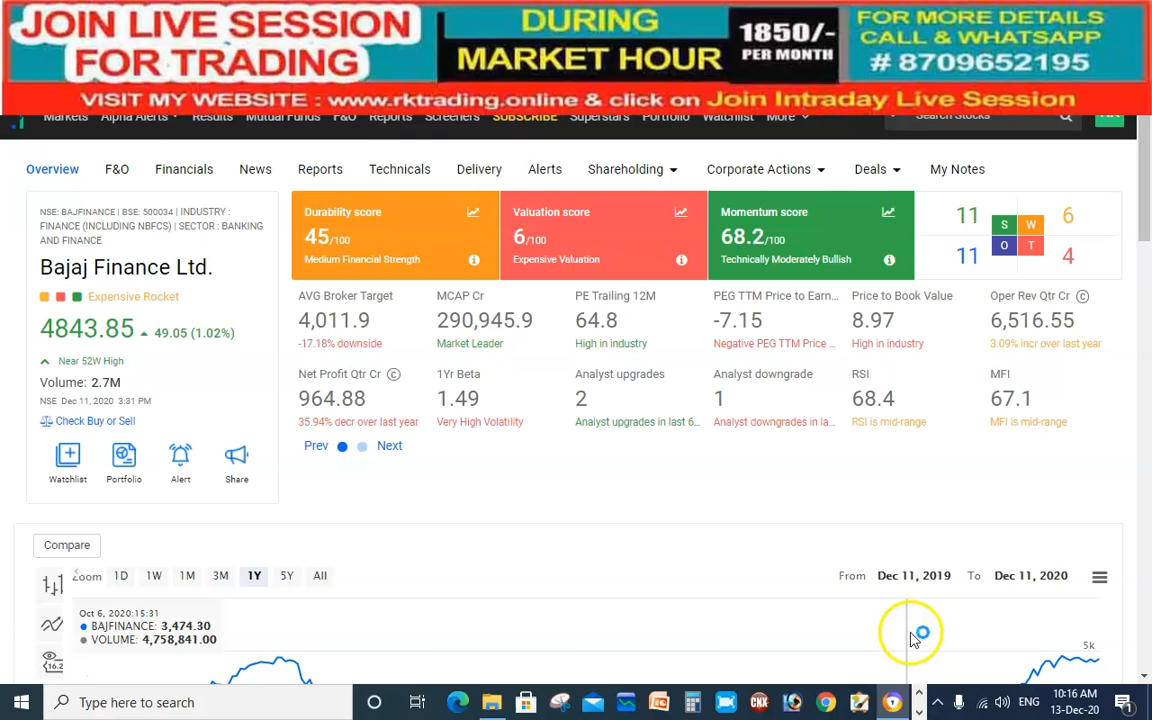 JOIN LIVE SESSION
FOR TRADING
DURING
MARKET HOUR
1850/-
PER MONTH
FOR MORE DETAILS
CALL & WHATSAPP
# 8709652195
VISIT MY WEBSITE : www.rktrading.online & click on Join Intraday Live Session
Markets Alpha Alerts Results Mutual Funds F&O Reports Screeners SUBSCRIBE Superstars Portfolio Watchlist More Search Stocks
Overview F&O Financials News Reports Technicals Delivery Alerts Shareholding Corporate Actions Deals My Notes
NSE: BAJFINANCE | BSE: 500034 | INDUSTRY :
FINANCE (INCLUDING NBFCS) | SECTOR : BANKING
AND FINANCE
Bajaj Finance Ltd.
Expensive Rocket
4843.85 49.05 (1.02%)
Near 52W High
Volume: 2.7M
NSE Dec 11, 2020 3:31 PM
Check Buy or Sell
Watchlist Portfolio Alert Share
Durability score
45/100
Medium Financial Strength
Valuation score
6/100
Expensive Valuation
Momentum score
68.2/100
Technically Moderately Bullish
11 S W 6
11 O T 4
AVG Broker Target MCAP Cr PE Trailing 12M PEG TTM Price to Earn... Price to Book Value Oper Rev Qtr Cr C
4,011.9 290,945.9 64.8 -7.15 8.97 6,516.55
-17.18% downside Market Leader High in industry Negative PEG TTM Price ... High in industry 3.09% incr over last year
Net Profit Qtr Cr C 1Yr Beta Analyst upgrades Analyst downgrade RSI MFI
964.88 1.49 2 1 68.4 67.1
35.94% decr over last year Very High Volatility Analyst upgrades in last 6... Analyst downgrades in la... RSI is mid-range MFI is mid-range
Prev Next
Compare
Zoom 1D 1W 1M 3M 1Y 5Y All From Dec 11, 2019 To Dec 11, 2020
Oct 6, 2020:15:31
BAJFINANCE: 3,474.30
VOLUME: 4,758,841.00
16.2
5k
Type here to search
CNX
ENG
10:16 AM
13-Dec-20
1